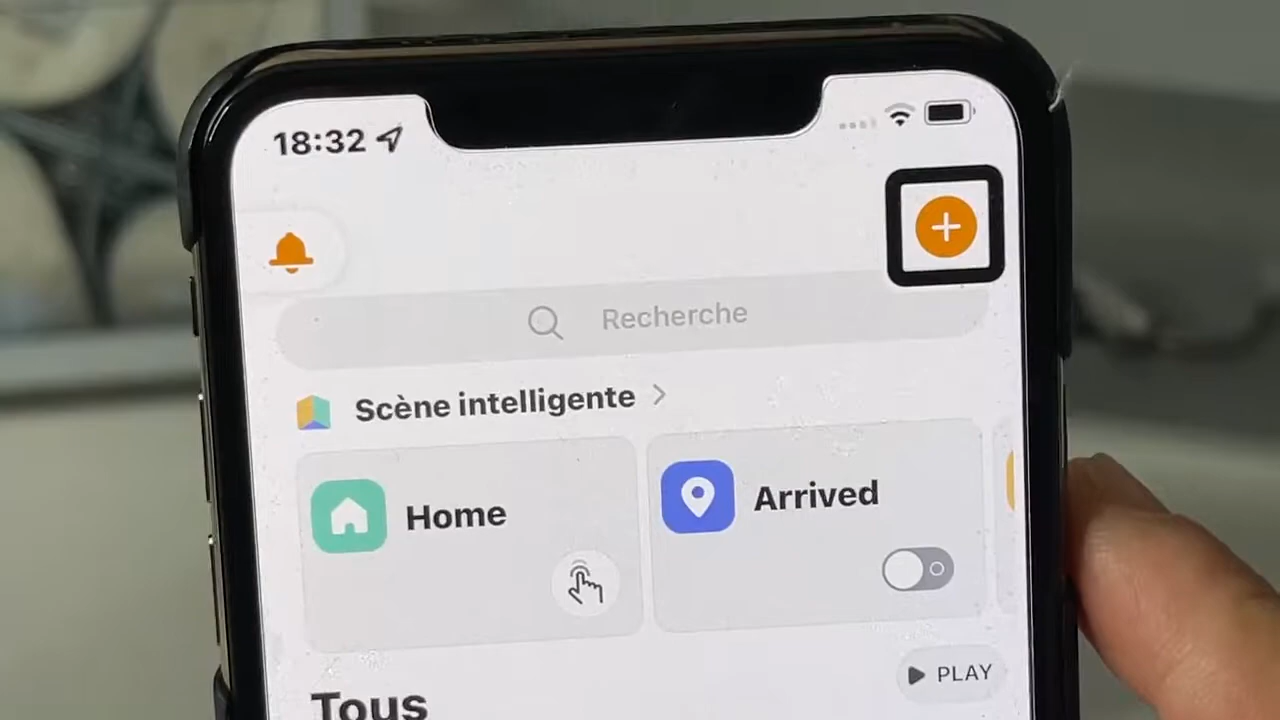 18:32
Recherche
Scène intelligente
Home
Arrived
Tous
PLAY